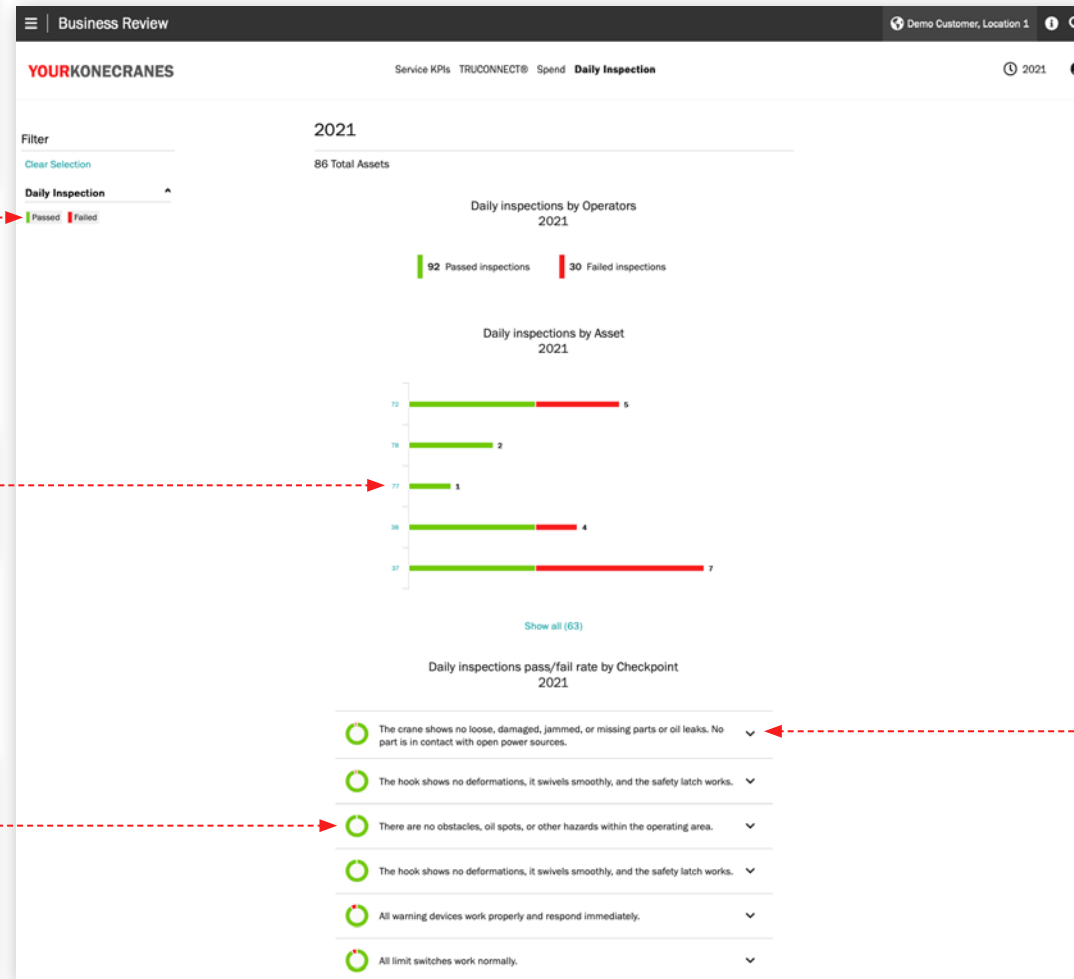 Business Review
Demo Customer, Location 1
YOURKONECRANES
Service KPIs TRUCONNECT® Spend Daily Inspection
2021
Filter
Clear Selection
Daily Inspection
Passed Failed
2021
86 Total Assets
Daily inspections by Operators
2021
92 Passed inspections 30 Failed inspections
Daily inspections by Asset
2021
72 5
78 2
77 1
4
37 7
Show all (63)
Daily inspections pass/fail rate by Checkpoint
2021
The crane shows no loose, damaged, jammed, or missing parts or oil leaks. No
part is in contact with open power sources.
The hook shows no deformations, it swivels smoothly, and the safety latch works.
There are no obstacles, oil spots, or other hazards within the operating area.
The hook shows no deformations, it swivels smoothly, and the safety latch works.
All warning devices work properly and respond immediately.
All limit switches work normally.